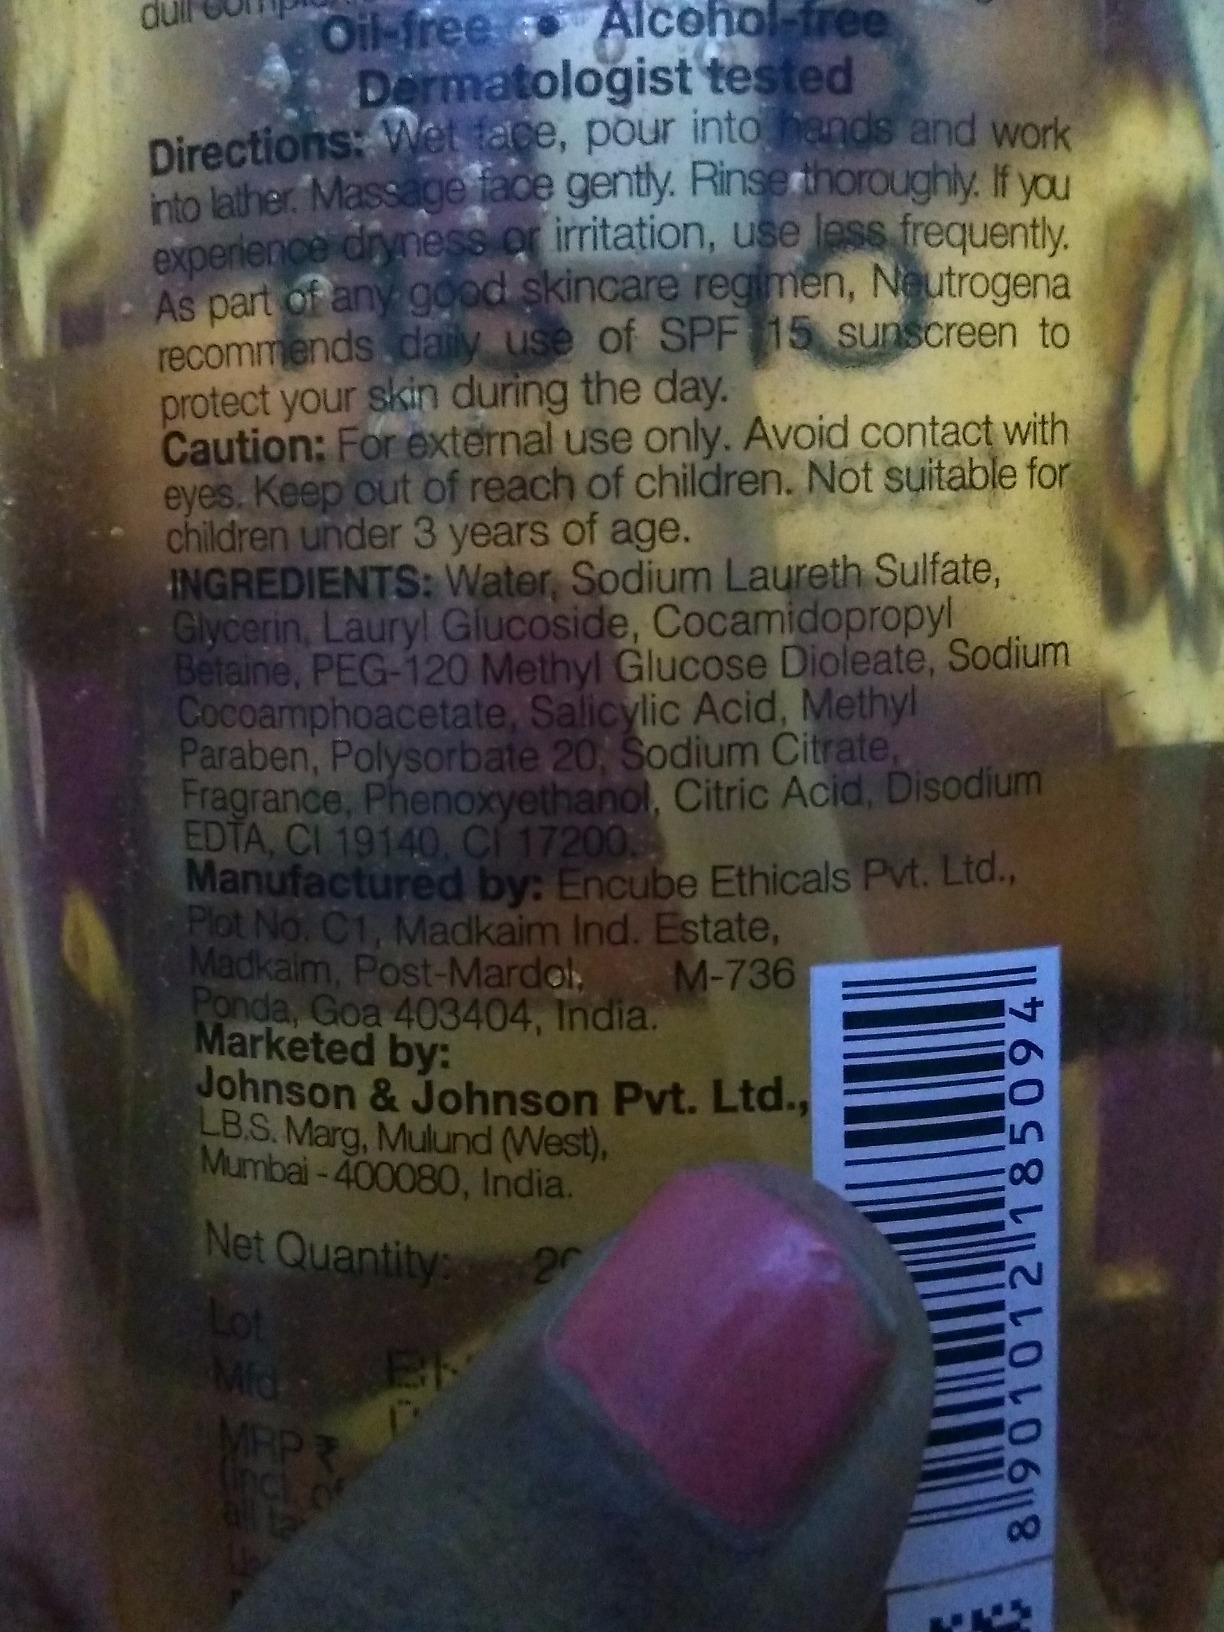 dull
Oil-free • Alcohol-free
Dermatologist tested
Directions: Wet face, pour into hands and work
into lather. Massage face gently. Rinse thoroughly. If you
experience dryness or irritation, use less frequently.
As part of any good skincare regimen, Neutrogena
recommends daily use of SPF 15 sunscreen to
protect your skin during the day.
Caution: For external use only. Avoid contact with
eyes. Keep out of reach of children. Not suitable for
children under 3 years of age.
INGREDIENTS: Water, Sodium Laureth Sulfate,
Glycerin, Lauryl Glucoside, Cocamidopropyl
Betaine, PEG-120 Methyl Glucose Dioleate, Sodium
Cocoamphoacetate, Salicylic Acid, Methyl
Paraben, Polysorbate 20, Sodium Citrate,
Fragrance, Phenoxyethanol, Citric Acid, Disodium
EDTA, CI 19140, CI 17200.
Manufactured by: Encube Ethicals Pvt. Ltd.,
Plot No. C1, Madkaim Ind. Estate,
Madkaim, Post-Mardol, M-736
Ponda, Goa 403404, India.
Marketed by:
Johnson & Johnson Pvt. Ltd.,
L.B.S. Marg, Mulund (West),
Mumbai - 400080, India.
Net Quantity:
Lot
Mfd
MRP ₹
(incl. of
all
8901012185094